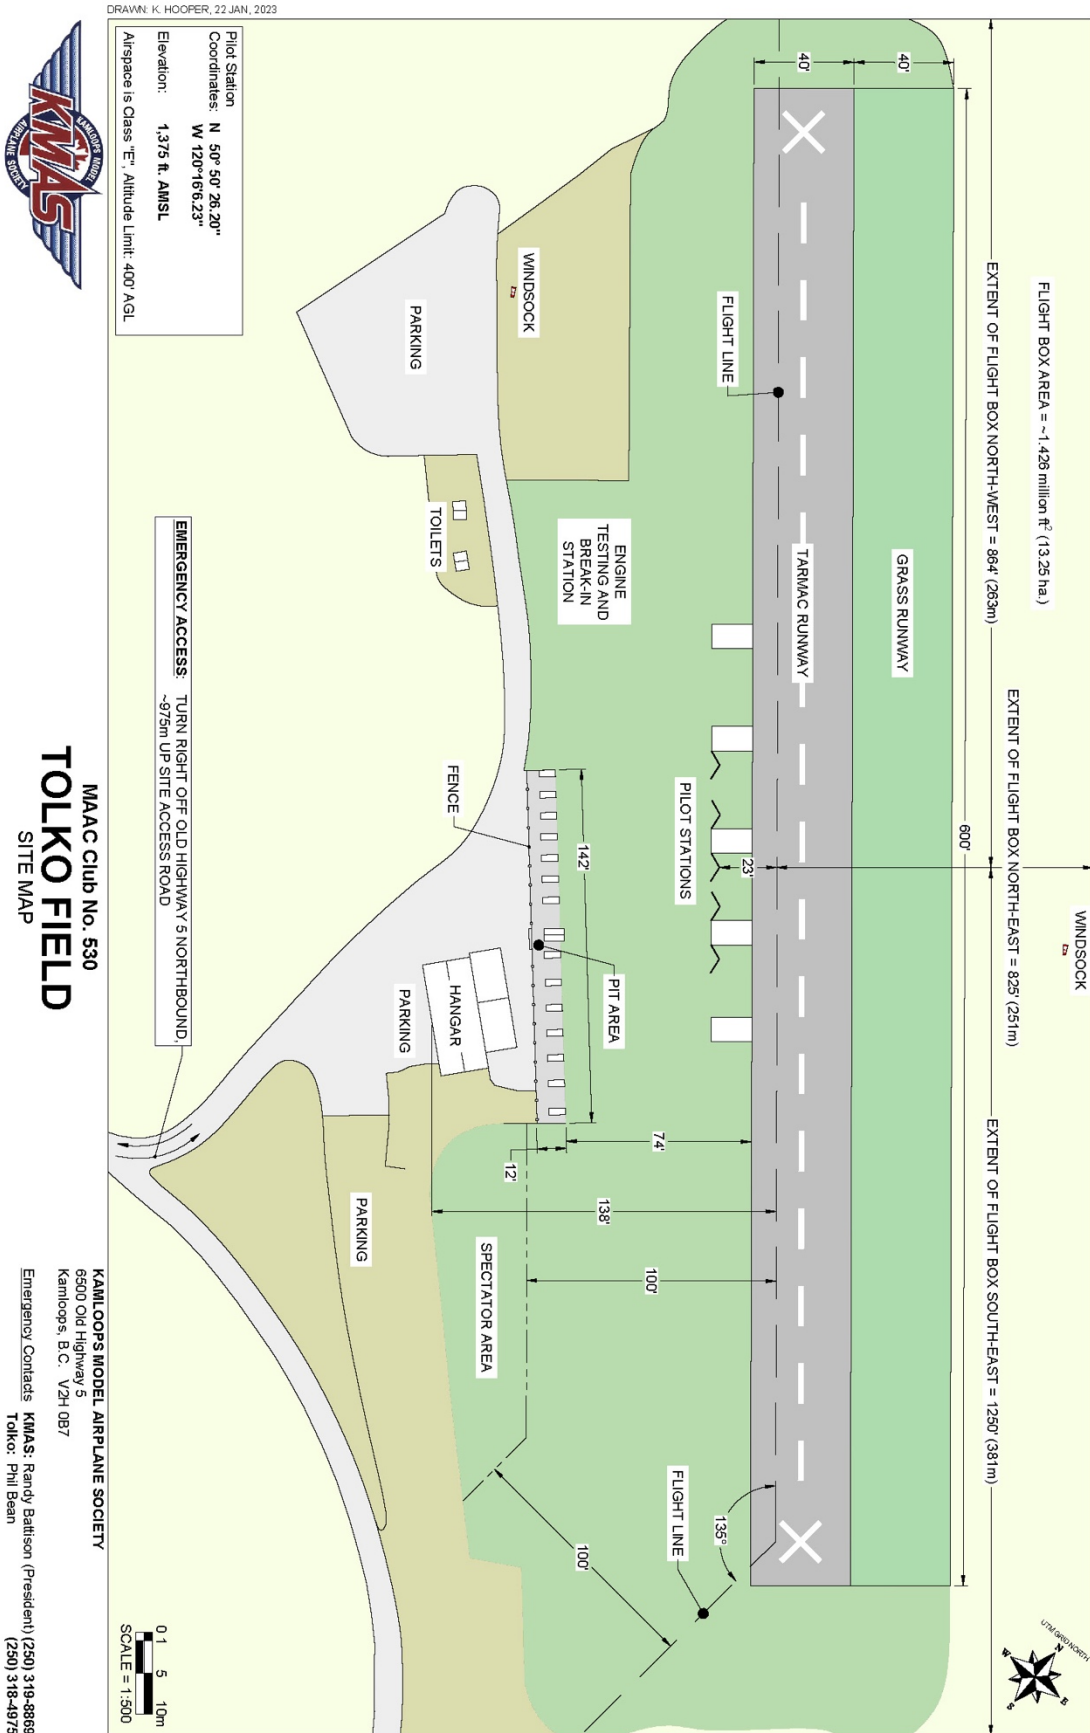 DRAWN: K. HOOPER, 22 JAN, 2023
Pilot Station
Coordinates: N 50° 50' 26.20"
W 120°16'6.23"
Elevation: 1,375 ft. AMSL
Airspace is Class "E", Altitude Limit: 400' AGL
KAMLOOPS MODEL
KMAS
AIRPLANE SOCIETY
FLIGHT BOX AREA = ~1.426 million ft² (13.25 ha.)
EXTENT OF FLIGHT BOX NORTH-WEST = 864' (263m)
EXTENT OF FLIGHT BOX NORTH-EAST = 825' (251m)
EXTENT OF FLIGHT BOX SOUTH-EAST = 1250' (381m)
WINDSOCK
UTM GRID NORTH
N
E
S
W
600'
40'
40'
GRASS RUNWAY
TARMAC RUNWAY
FLIGHT LINE
PILOT STATIONS
23'
135°
FLIGHT LINE
WINDSOCK
ENGINE
TESTING AND
BREAK-IN
STATION
142'
PIT AREA
74'
12'
138'
100'
100'
SPECTATOR AREA
PARKING
TOILETS
FENCE
HANGAR
PARKING
PARKING
EMERGENCY ACCESS: TURN RIGHT OFF OLD HIGHWAY 5 NORTHBOUND,
~975m UP SITE ACCESS ROAD
MAAC Club No. 530
TOLKO FIELD
SITE MAP
KAMLOOPS MODEL AIRPLANE SOCIETY
6500 Old Highway 5
Kamloops, B.C. V2H 0B7
Emergency Contacts KMAS: Randy Battison (President) (250) 319-8869
Tolko: Phil Bean (250) 318-4975
0 1 5 10m
SCALE = 1:500